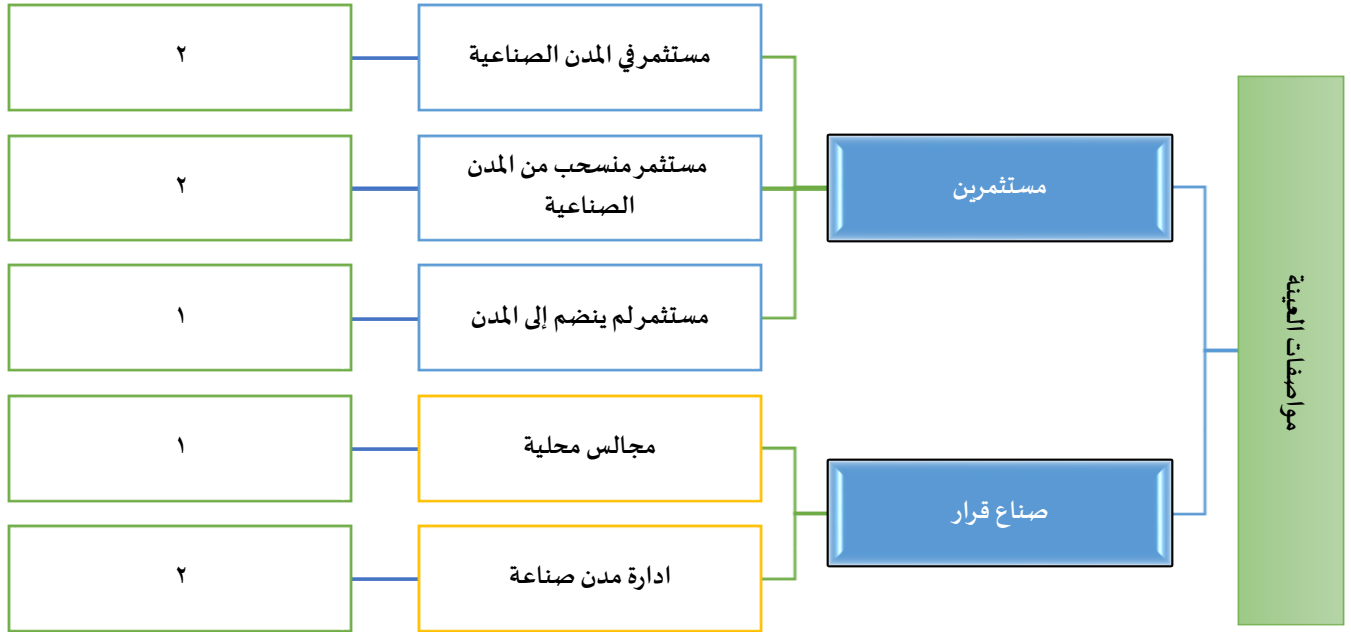 مواصفات العينة
مستثمرين
مستثمر في المدن الصناعية
٢
مستثمر منسحب من المدن
الصناعية
٢
مستثمر لم ينضم إلى المدن
١
صناع قرار
مجالس محلية
١
ادارة مدن صناعة
٢